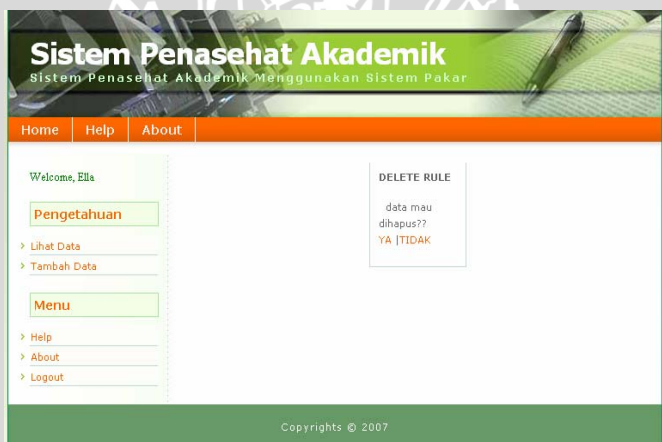 Sistem Penasehat Akademik
Sistem Penasehat Akademik Menggunakan Sistem Pakar
Home Help About
Welcome, Ella
Pengetahuan
Lihat Data
Tambah Data
Menu
Help
About
Logout
DELETE RULE
data mau
dihapus??
YA |TIDAK
Copyrights © 2007